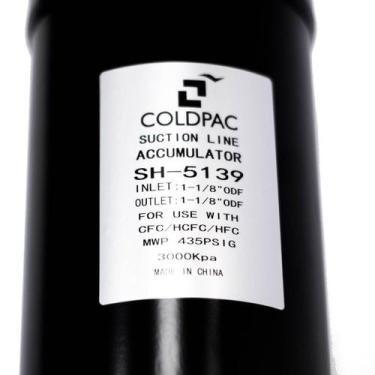 COLDPAC
SUCTION LINE
ACCUMULATOR
SH-5139
INLET:1-1/8"ODF
OUTLET:1-1/8"ODF
FOR USE WITH
CFC/HCFC/HFC
MWP 435PSIG
3000Kpa
MADE IN CHINA